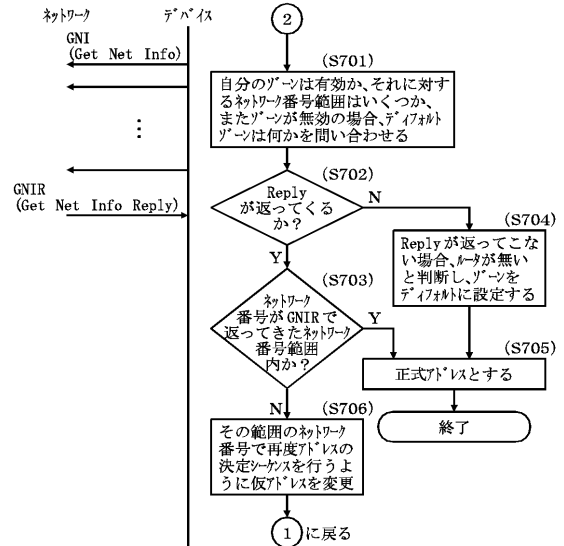 ﾈｯﾄﾜｰｸ
ﾃﾞﾊﾞｲｽ
GNI
(Get Net Info)
GNIR
(Get Net Info Reply)
2
(S701)
自分のｿﾞｰﾝは有効か、それに対す
るﾈｯﾄﾜｰｸ番号範囲はいくつか、
またｿﾞｰﾝが無効の場合、ﾃﾞｨﾌｫﾙﾄ
ｿﾞｰﾝは何かを問い合わせる
(S702)
Reply
が返ってくる
か？
N
Y
(S704)
Replyが返ってこな
い場合、ﾙｰﾀが無い
と判断し、ｿﾞｰﾝを
ﾃﾞｨﾌｫﾙﾄに設定する
(S703)
ﾈｯﾄﾜｰｸ
番号がGNIRで
返ってきたﾈｯﾄﾜｰｸ
番号範囲
内か？
Y
N
(S705)
正式ｱﾄﾞﾚｽとする
終了
(S706)
その範囲のﾈｯﾄﾜｰｸ
番号で再度ｱﾄﾞﾚｽの
決定ｼｰｹﾝｽを行うよ
うに仮ｱﾄﾞﾚｽを変更
1に戻る